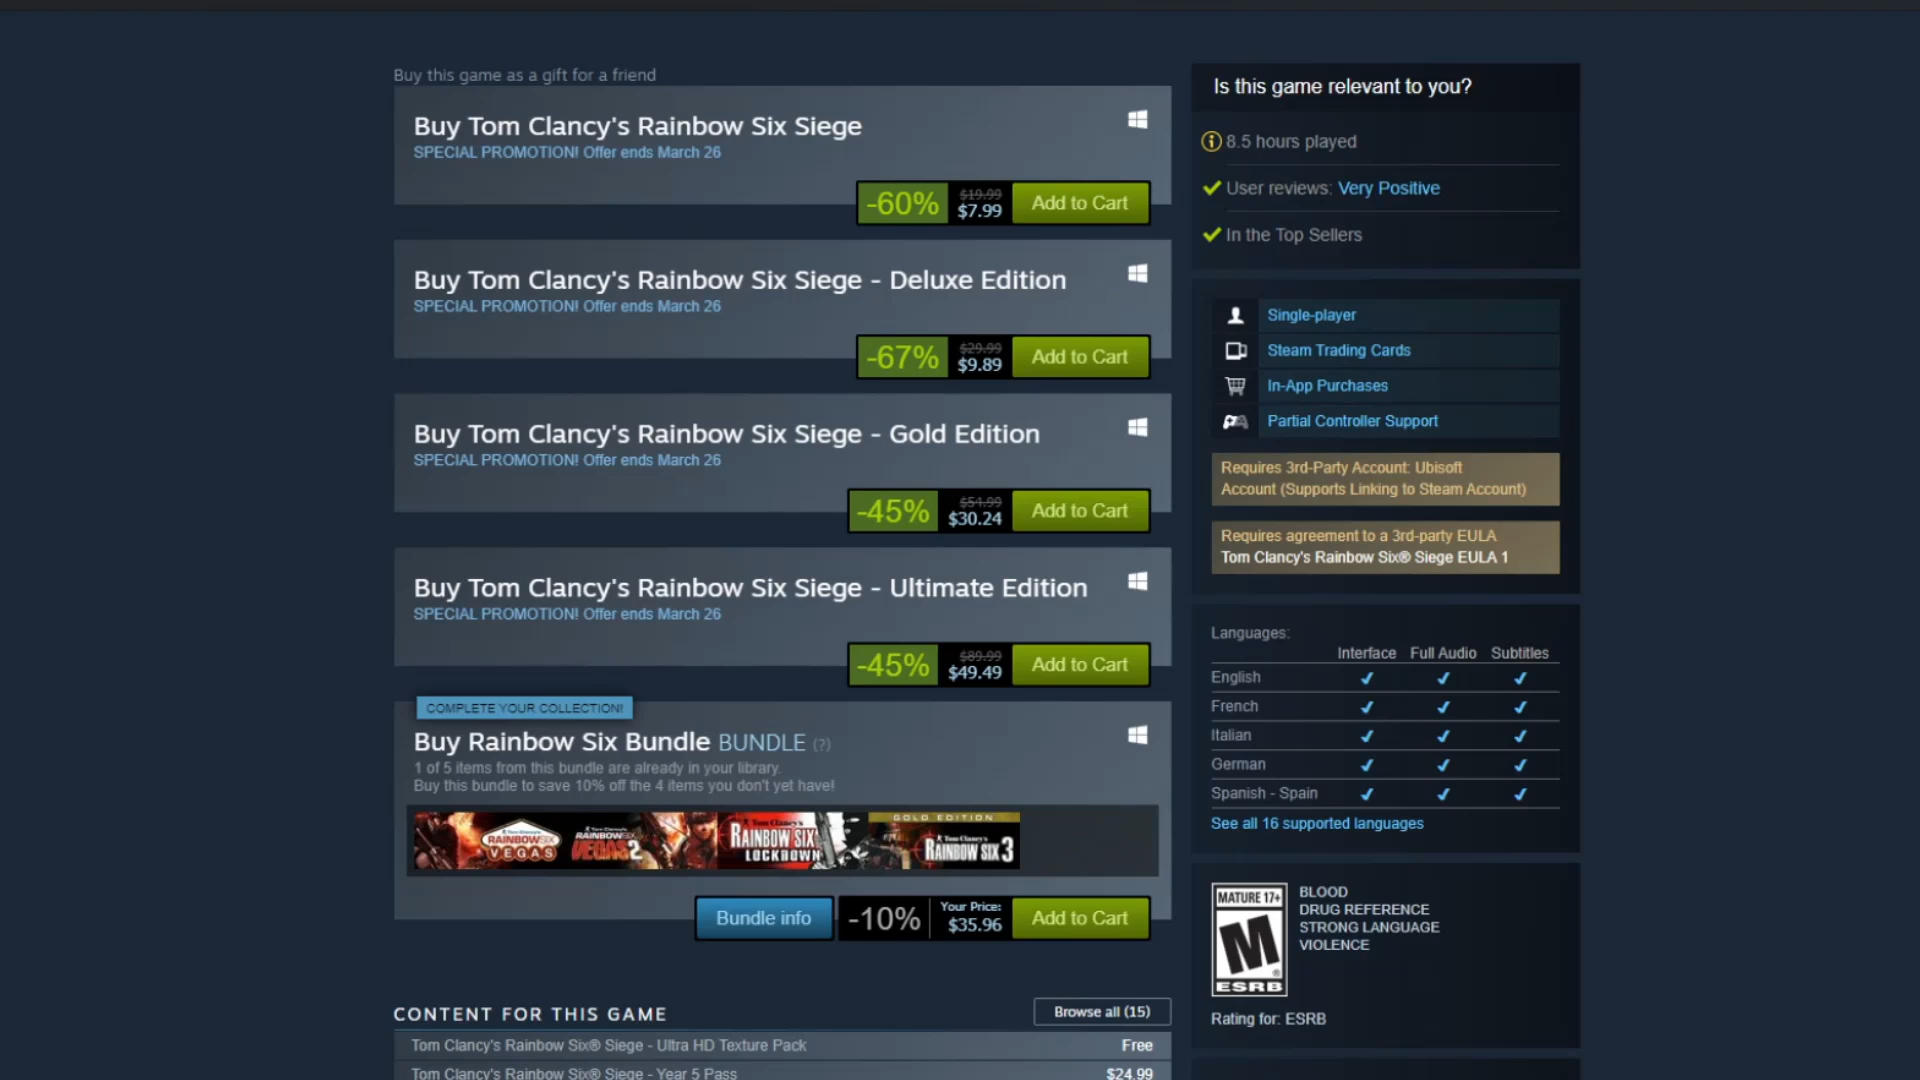 Buy this game as a gift for a friend
Buy Tom Clancy's Rainbow Six Siege
SPECIAL PROMOTION! Offer ends March 26
-60%
$19.99
$7.99
Add to Cart
Buy Tom Clancy's Rainbow Six Siege - Deluxe Edition
SPECIAL PROMOTION! Offer ends March 26
-67%
$29.99
$9.89
Add to Cart
Buy Tom Clancy's Rainbow Six Siege - Gold Edition
SPECIAL PROMOTION! Offer ends March 26
-45%
$54.99
$30.24
Add to Cart
Buy Tom Clancy's Rainbow Six Siege - Ultimate Edition
SPECIAL PROMOTION! Offer ends March 26
-45%
$89.99
$49.49
Add to Cart
COMPLETE YOUR COLLECTION!
Buy Rainbow Six Bundle BUNDLE (?)
1 of 5 items from this bundle are already in your library.
Buy this bundle to save 10% off the 4 items you don't yet have!
Tom Clancy's
RAINBOWSIX
VEGAS
Tom Clancy's
RAINBOWSIX
VEGAS2
Tom Clancy's
RAINBOW SIX
LOCKDOWN
GOLD EDITION
Tom Clancy's
RAINBOW SIX 3
Bundle info
-10%
Your Price:
$35.96
Add to Cart
CONTENT FOR THIS GAME
Browse all (15)
Tom Clancy's Rainbow Six® Siege - Ultra HD Texture Pack
Free
Tom Clancy's Rainbow Six® Siege - Year 5 Pass
$24.99
Is this game relevant to you?
8.5 hours played
User reviews: Very Positive
In the Top Sellers
Single-player
Steam Trading Cards
In-App Purchases
Partial Controller Support
Requires 3rd-Party Account: Ubisoft
Account (Supports Linking to Steam Account)
Requires agreement to a 3rd-party EULA
Tom Clancy's Rainbow Six® Siege EULA 1
Languages:
Interface Full Audio Subtitles
English
French
Italian
German
Spanish - Spain
See all 16 supported languages
MATURE 17+
M
®
ESRB
BLOOD
DRUG REFERENCE
STRONG LANGUAGE
VIOLENCE
Rating for: ESRB